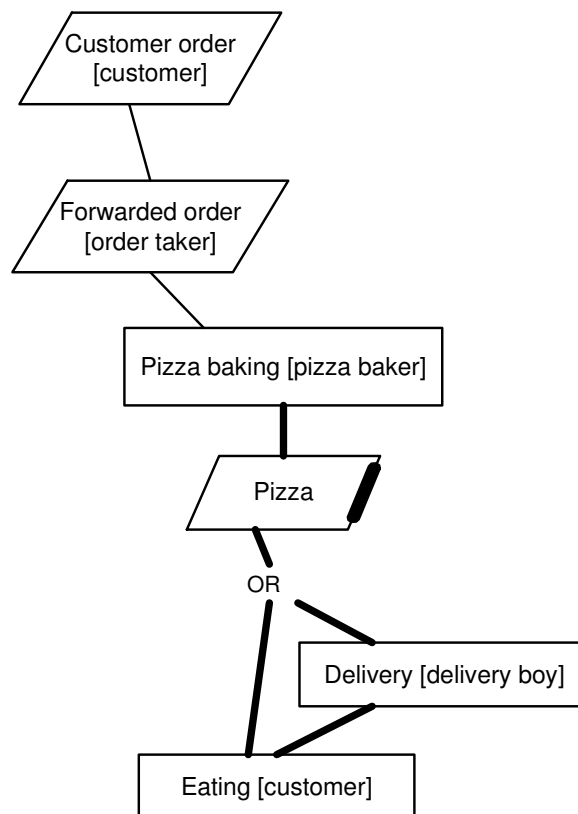 Customer order
[customer]
Forwarded order
[order taker]
Pizza baking [pizza baker]
Pizza
OR
Delivery [delivery boy]
Eating [customer]